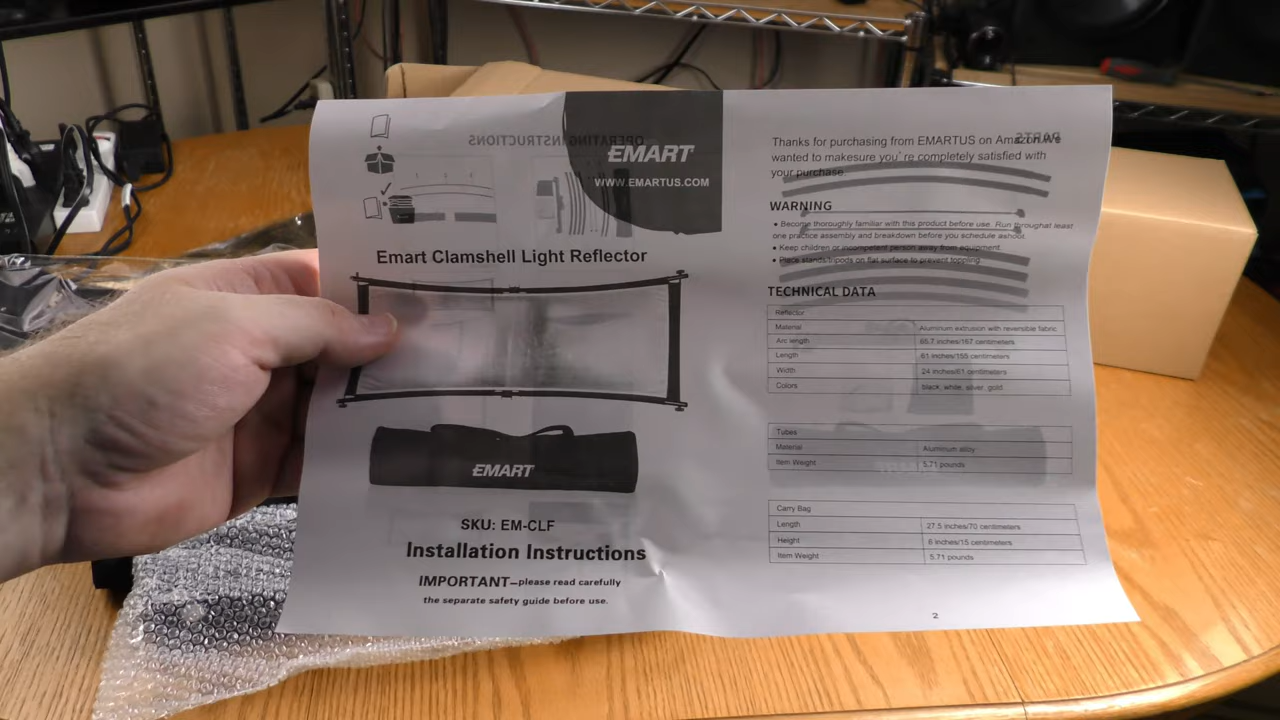 OPERATING INSTRUCTIONS
EMART
WWW.EMARTUS.COM
Emart Clamshell Light Reflector
EMART
SKU: EM-CLF
Installation Instructions
IMPORTANT—please read carefully
the separate safety guide before use.
PARTS
Thanks for purchasing from EMARTUS on Amazon.We
wanted to makesure you're completely satisfied with
your purchase.
WARNING
• Become thoroughly familiar with this product before use. Run throughat least
one practice assembly and breakdown before you schedule ashoot.
• Keep children or incompetent person away from equipment.
• Place stands/tripods on flat surface to prevent toppling.
TECHNICAL DATA
Reflector
Material Aluminum extrusion with reversible fabric
Arc length 65.7 inches/167 centimeters
Length 61 inches/155 centimeters
Width 24 inches/61 centimeters
Colors black, white, silver, gold
Tubes
Material Aluminum alloy
Item Weight 5.71 pounds
Carry Bag
Length 27.5 inches/70 centimeters
Height 6 inches/15 centimeters
Item Weight 5.71 pounds
2